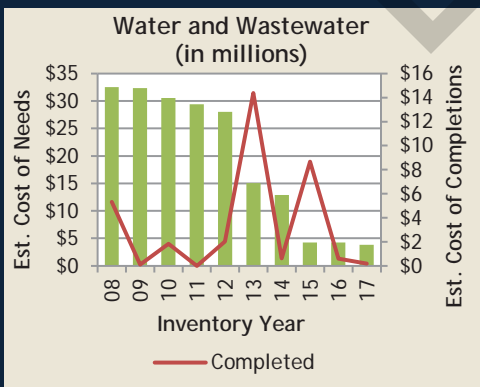 Water and Wastewater
(in millions)
Est. Cost of Needs
$35
$30
$25
$20
$15
$10
$5
$0
$16
$14
$12
$10
$8
$6
$4
$2
$0
Est. Cost of Completions
08 09 10 11 12 13 14 15 16 17
Inventory Year
Completed